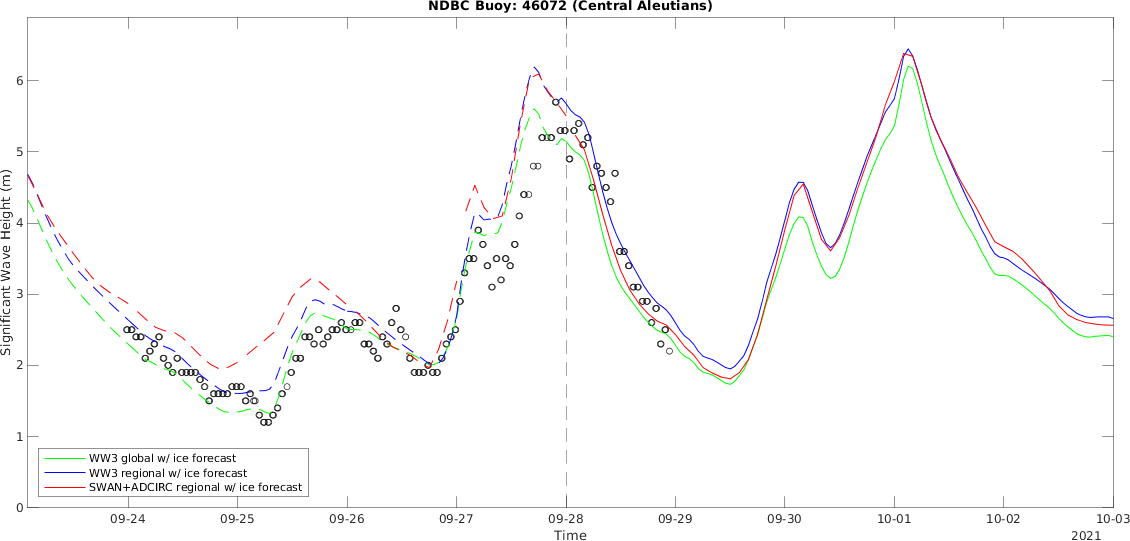 NDBC Buoy: 46072 (Central Aleutians)
Significant Wave Height (m)
6
5
4
3
2
1
0
WW3 global w/ ice forecast
WW3 regional w/ ice forecast
SWAN+ADCIRC regional w/ ice forecast
09-24 09-25 09-26 09-27 09-28 09-29 09-30 10-01 10-02 10-03
Time
2021